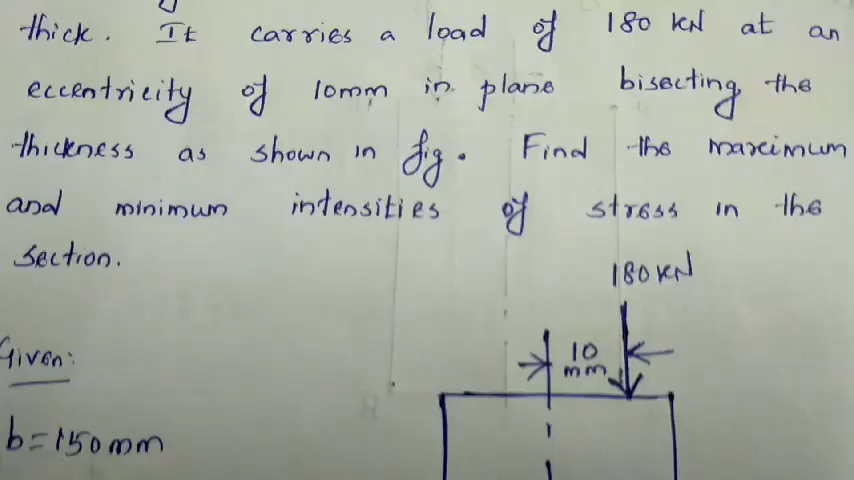 thick. It carries a load of 180 KN at an
eccentricity of 10mm in plane bisecting the
thickness as shown in fig. Find the maximum
and minimum intensities of stress in the
section.
180 KN
10
mm
Given:
b=150mm